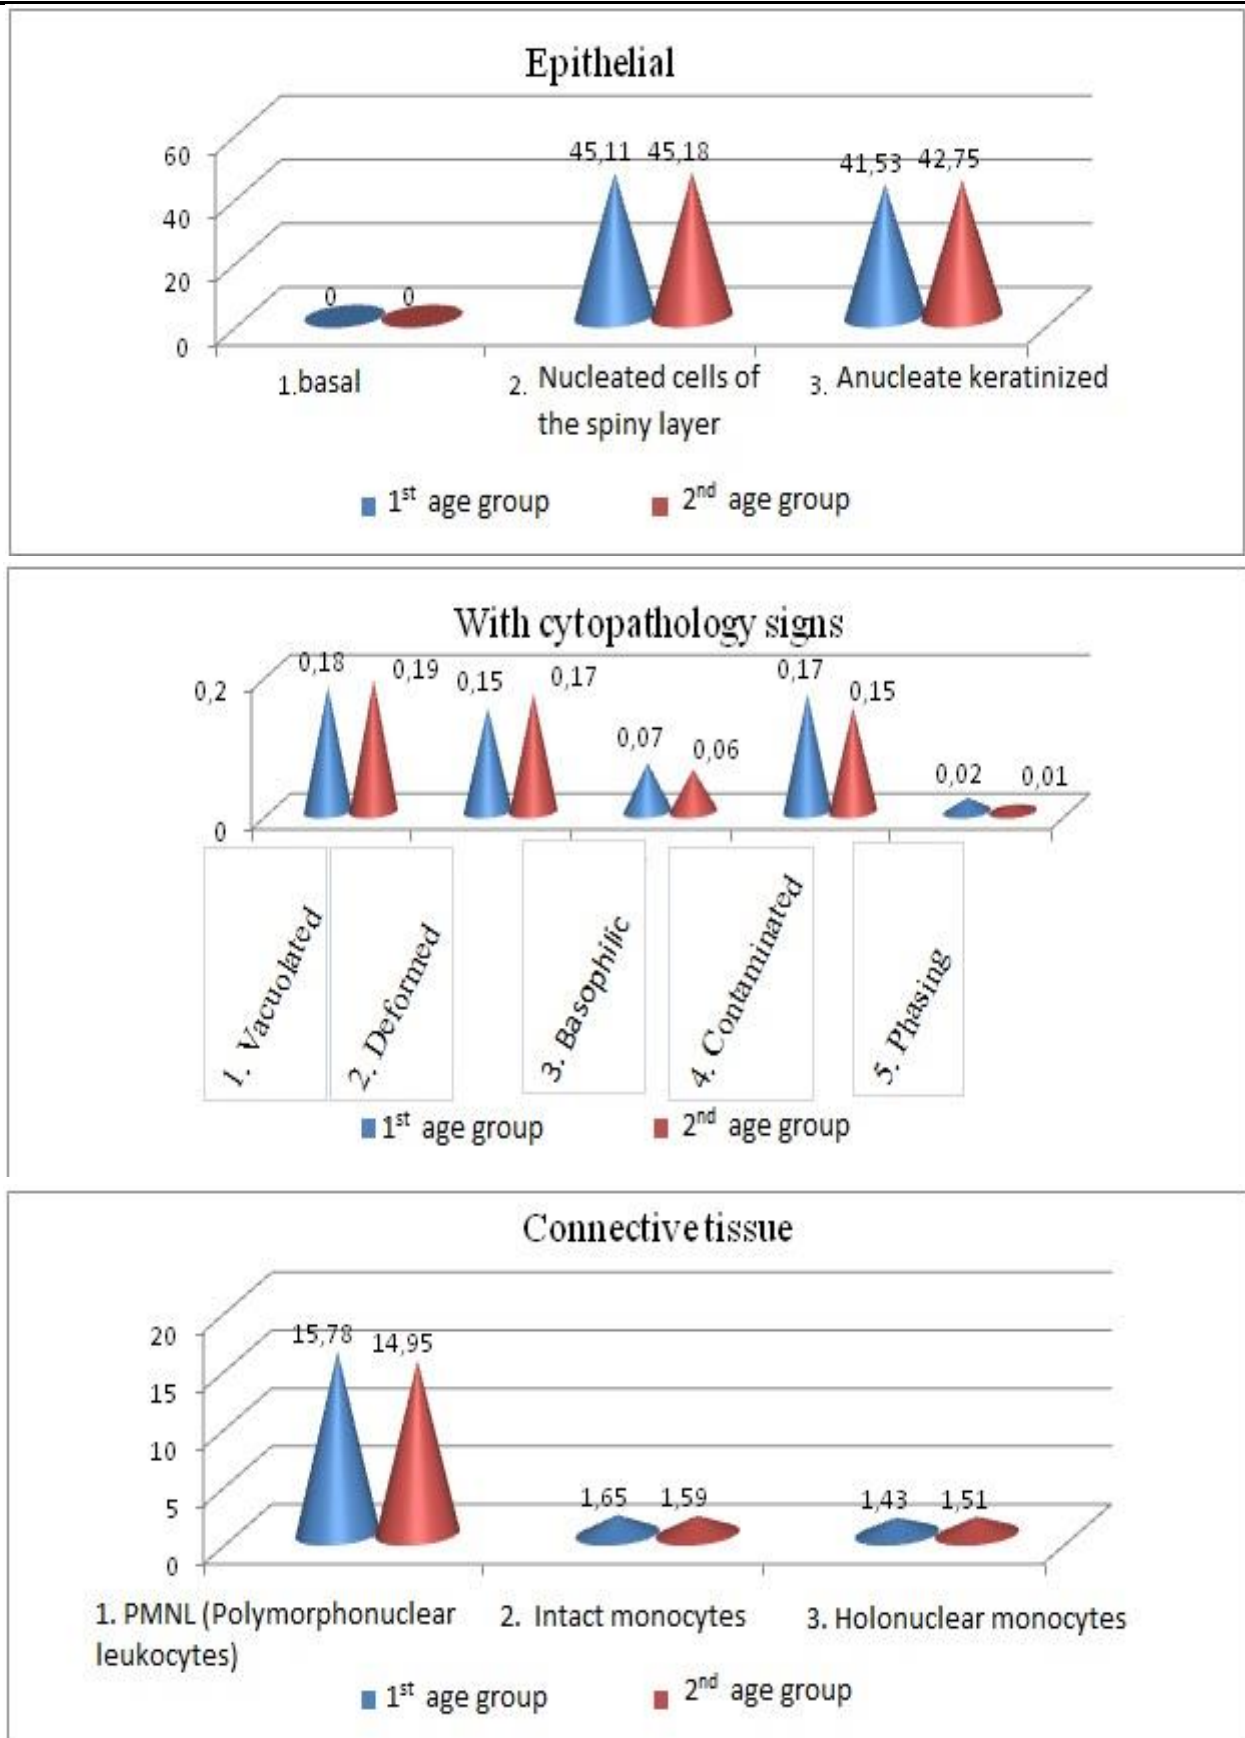 Epithelial
60
40
20
0
0 0
45,11 45,18
41,53 42,75
1.basal
2. Nucleated cells of
the spiny layer
3. Anucleate keratinized
1st age group
2nd age group
With cytopathology signs
0,2
0
0,18 0,19
0,15 0,17
0,07 0,06
0,17 0,15
0,02 0,01
1. Vacuolated
2. Deformed
3. Basophilic
4. Contaminated
5. Phasing
1st age group
2nd age group
Connective tissue
20
15
10
5
0
15,78 14,95
1,65 1,59
1,43 1,51
1. PMNL (Polymorphonuclear
leukocytes)
2. Intact monocytes
3. Holonuclear monocytes
1st age group
2nd age group